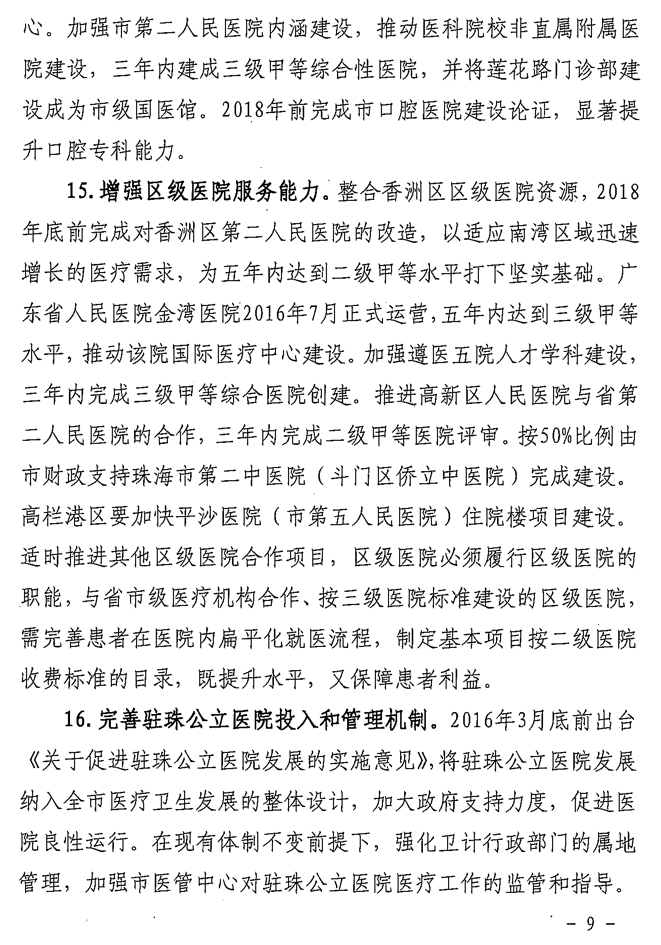 心。加强市第二人民医院内涵建设，推动医科院校非直属附属医
院建设，三年内建成三级甲等综合性医院，并将莲花路门诊部建
设成为市级国医馆。2018年前完成市口腔医院建设论证，显著提
升口腔专科能力。
15.增强区级医院服务能力。整合香洲区区级医院资源，2018
年底前完成对香洲区第二人民医院的改造，以适应南湾区域迅速
增长的医疗需求，为五年内达到二级甲等水平打下坚实基础。广
东省人民医院金湾医院2016年7月正式运营，五年内达到三级甲等
水平，推动该院国际医疗中心建设。加强遵医五院人才学科建设，
三年内完成三级甲等综合医院创建。推进高新区人民医院与省第
二人民医院的合作，三年内完成二级甲等医院评审。按50%比例由
市财政支持珠海市第二中医院（斗门区侨立中医院）完成建设。
高栏港区要加快平沙医院（市第五人民医院）住院楼项目建设。
适时推进其他区级医院合作项目，区级医院必须履行区级医院的
职能，与省市级医疗机构合作、按三级医院标准建设的区级医院，
需完善患者在医院内扁平化就医流程，制定基本项目按二级医院
收费标准的目录，既提升水平，又保障患者利益。
16.完善驻珠公立医院投入和管理机制。2016年3月底前出台
《关于促进驻珠公立医院发展的实施意见》，将驻珠公立医院发展
纳入全市医疗卫生发展的整体设计，加大政府支持力度，促进医
院良性运行。在现有体制不变前提下，强化卫计行政部门的属地
管理，加强市医管中心对驻珠公立医院医疗工作的监管和指导。
- 9 -